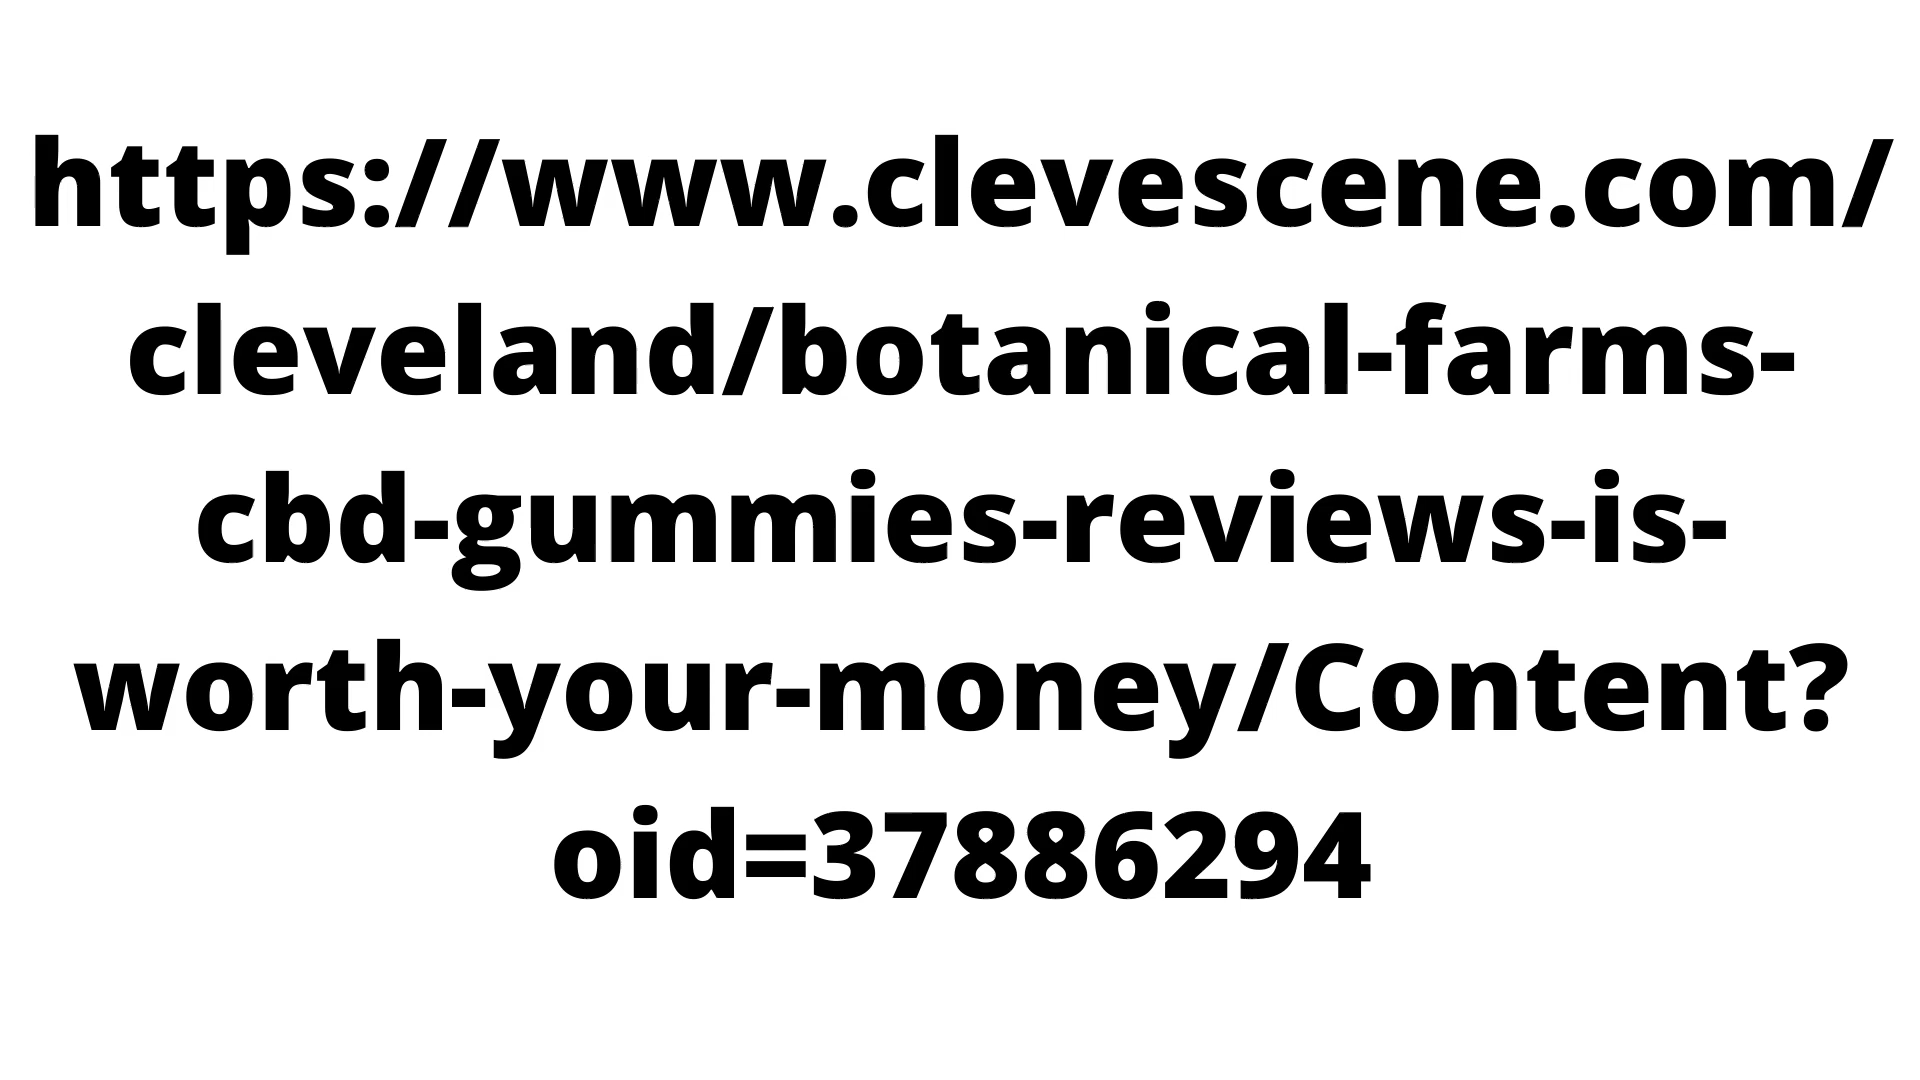 https://www.clevescene.com/
cleveland/botanical-farms-
cbd-gummies-reviews-is-
worth-your-money/Content?
oid=37886294